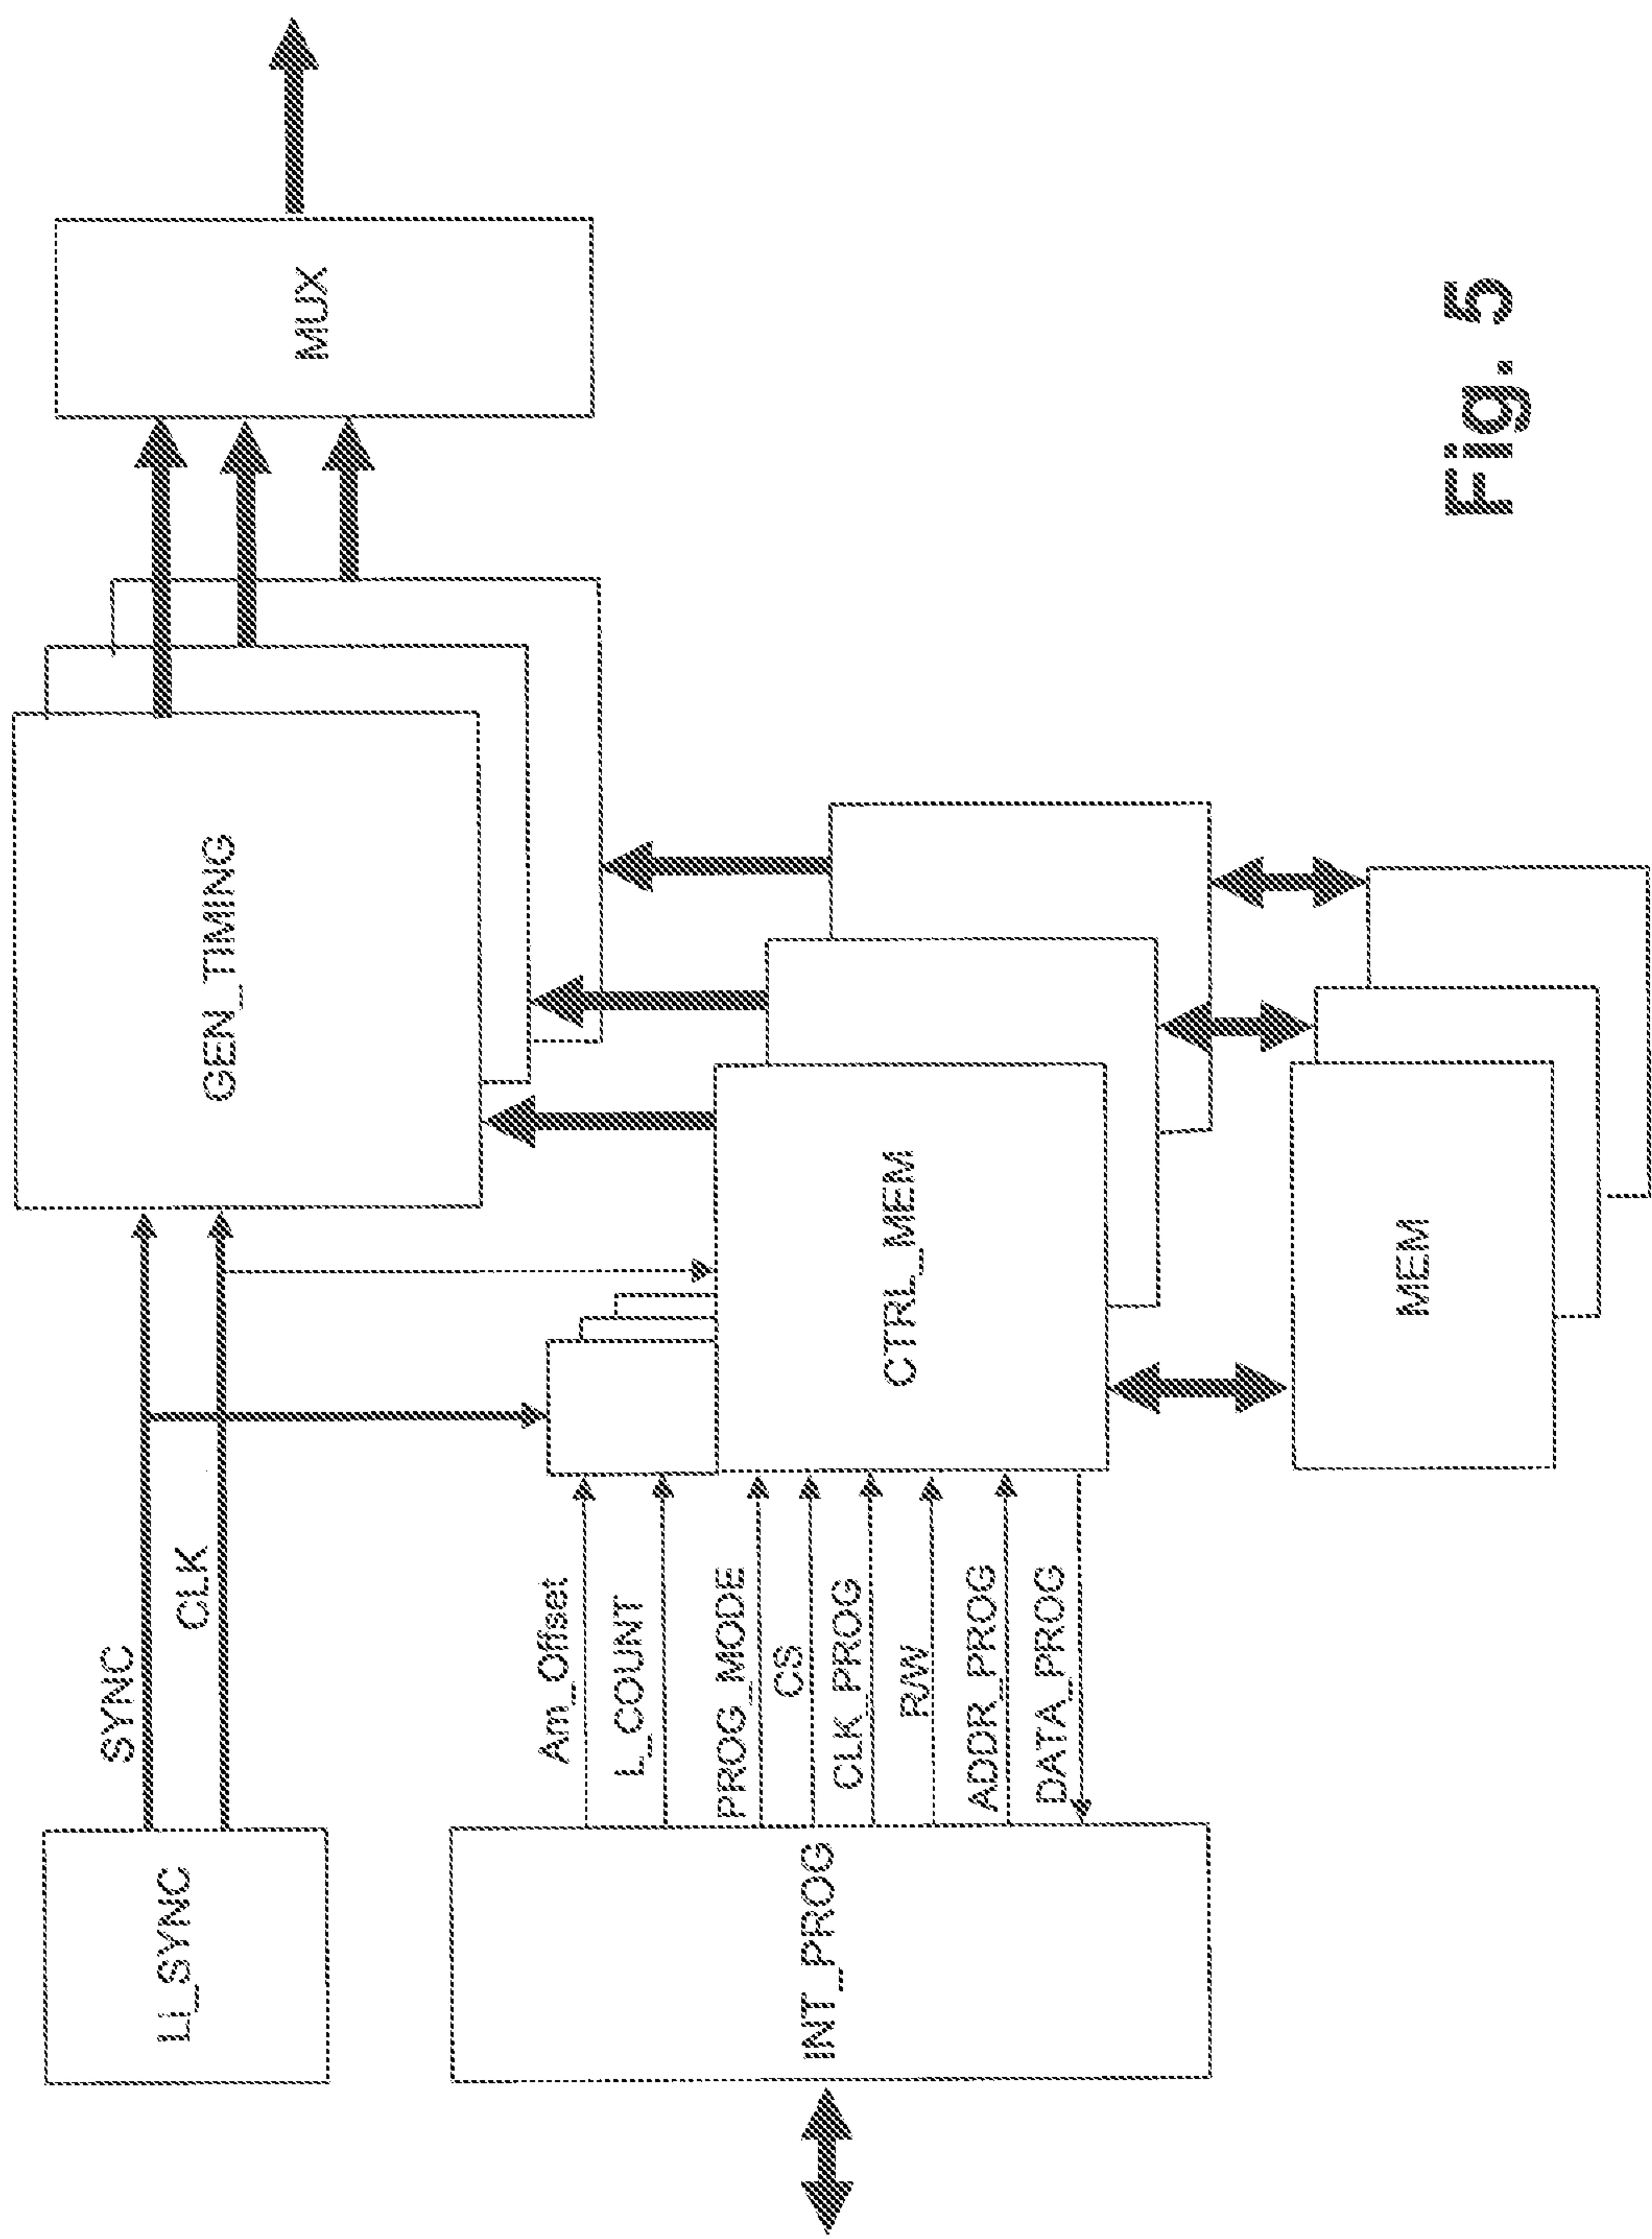 SYNC
LI_SYNC
CLK
GEN_TIMING
MUX
Am_Offset
L_COUNT
PROG_MODE
CS
INT_PROG
CLK_PROG
CTRL_MEM
R/W
ADDR_PROG
DATA_PROG
MEM
Fig. 5